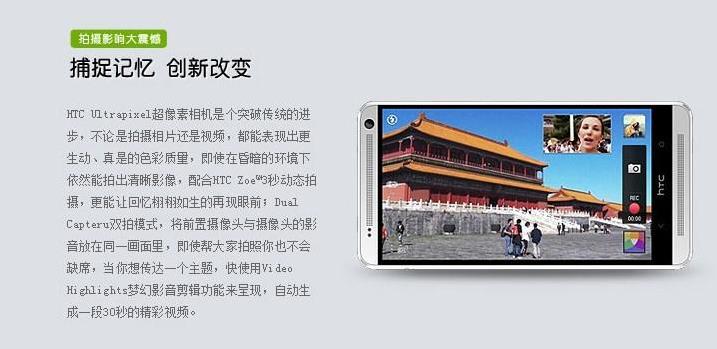 拍摄影响大震憾
捕捉记忆 创新改变
HTC Ultrapixel超像素相机是个突破传统的进
步，不论是拍摄相片还是视频，都能表现出更
生动、真是的色彩质里，即使在昏暗的环境下
依然能拍出清晰影像，配合HTC Zoe™3秒动态拍
摄，更能让回忆栩栩如生的再现眼前；Dual
Capteru双拍模式，将前置摄像头与摄像头的影
音放在同一画面里，即使帮大家拍照你也不会
缺席，当你想传达一个主题，快使用Video
Highlights梦幻影音剪辑功能来呈现，自动生
成一段30秒的精彩视频。
REC
00:00
hTC